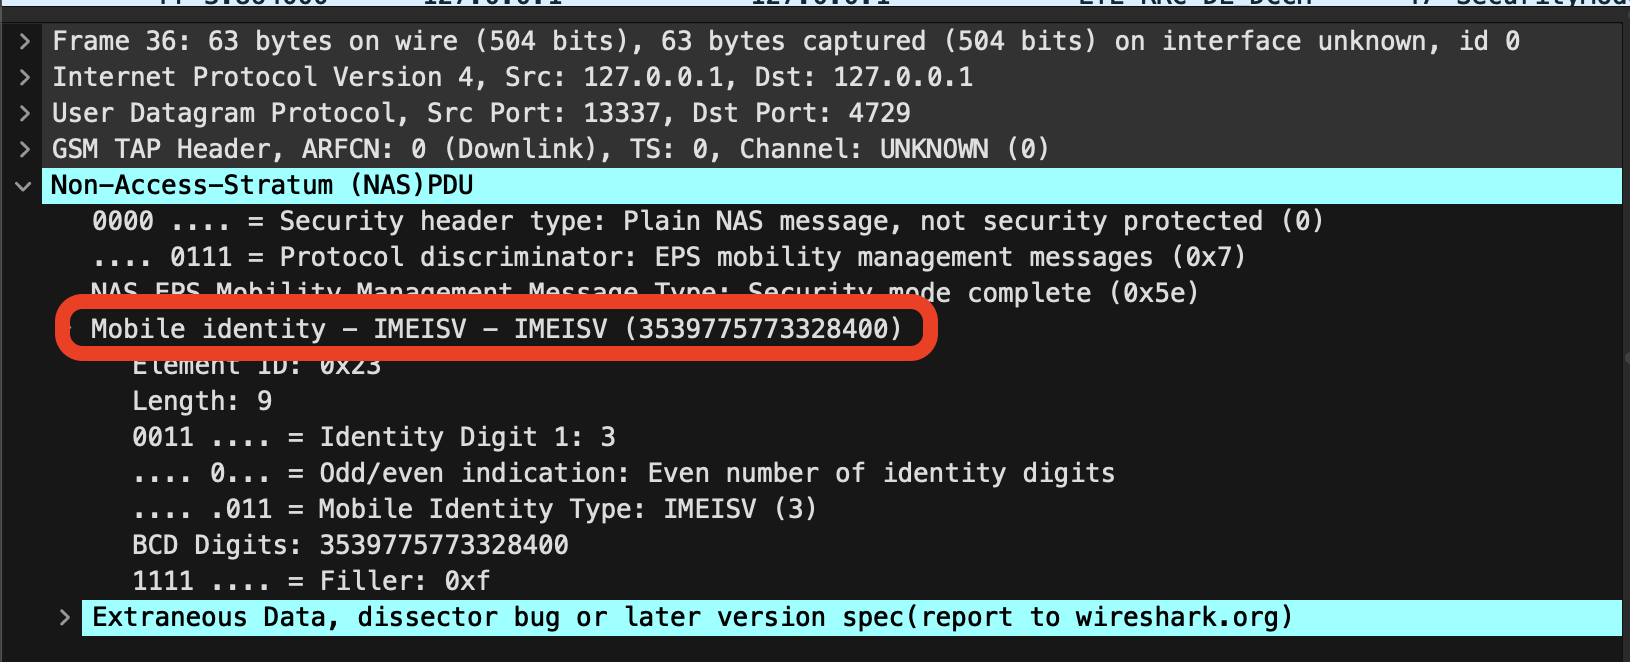 Frame 36: 63 bytes on wire (504 bits), 63 bytes captured (504 bits) on interface unknown, id 0
Internet Protocol Version 4, Src: 127.0.0.1, Dst: 127.0.0.1
User Datagram Protocol, Src Port: 13337, Dst Port: 4729
GSM TAP Header, ARFCN: 0 (Downlink), TS: 0, Channel: UNKNOWN (0)
Non-Access-Stratum (NAS)PDU
0000 .... = Security header type: Plain NAS message, not security protected (0)
.... 0111 = Protocol discriminator: EPS mobility management messages (0x7)
NAS EPS Mobility Management Message Type: Security mode complete (0x5e)
Mobile identity – IMEISV – IMEISV (3539775773328400)
Element ID: 0x23
Length: 9
0011 .... = Identity Digit 1: 3
.... 0... = Odd/even indication: Even number of identity digits
.... .011 = Mobile Identity Type: IMEISV (3)
BCD Digits: 3539775773328400
1111 .... = Filler: 0xf
Extraneous Data, dissector bug or later version spec(report to wireshark.org)